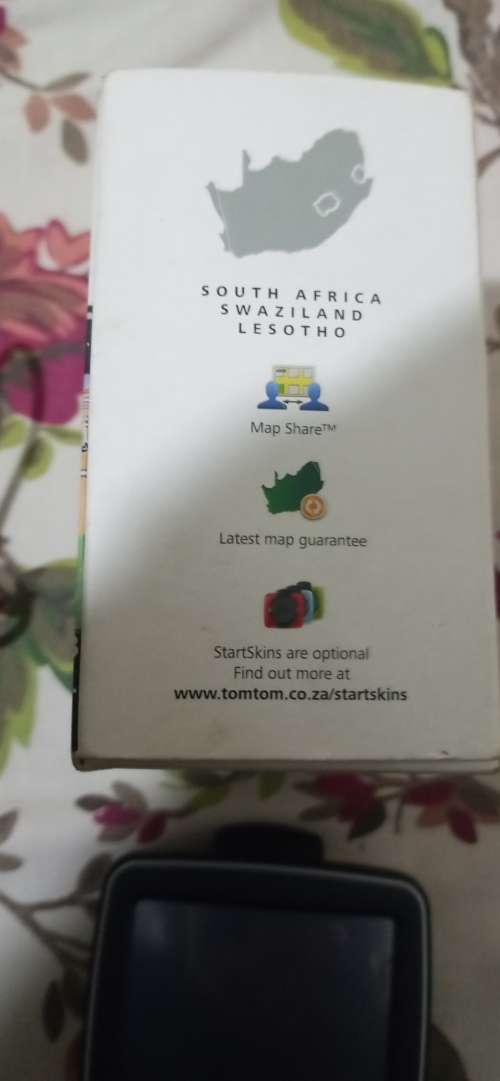 SOUTH AFRICA
SWAZILAND
LESOTHO
Map Share™
Latest map guarantee
StartSkins are optional
Find out more at
www.tomtom.co.za/startskins